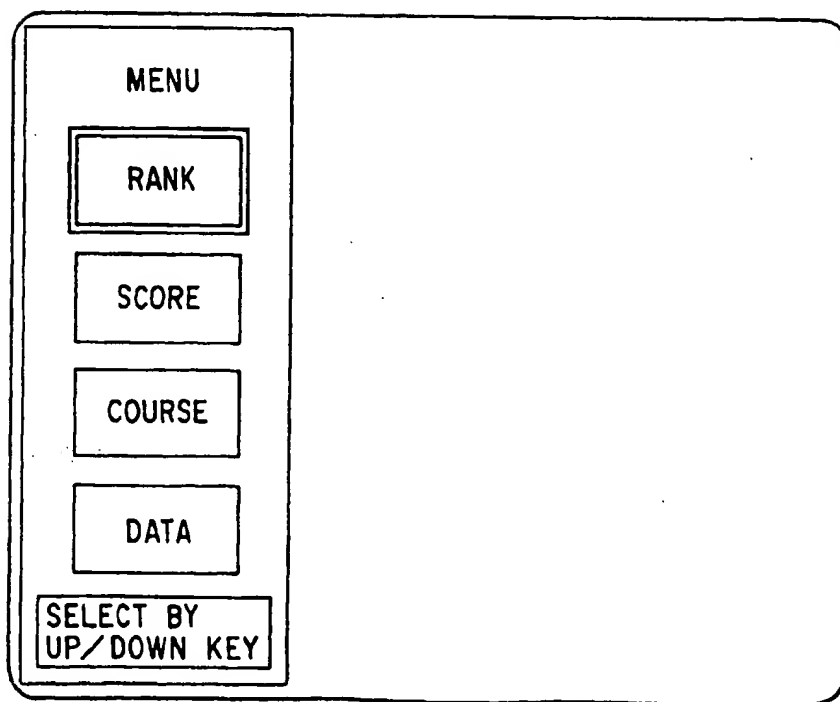 MENU
RANK
SCORE
COURSE
DATA
SELECT BY
UP/DOWN KEY